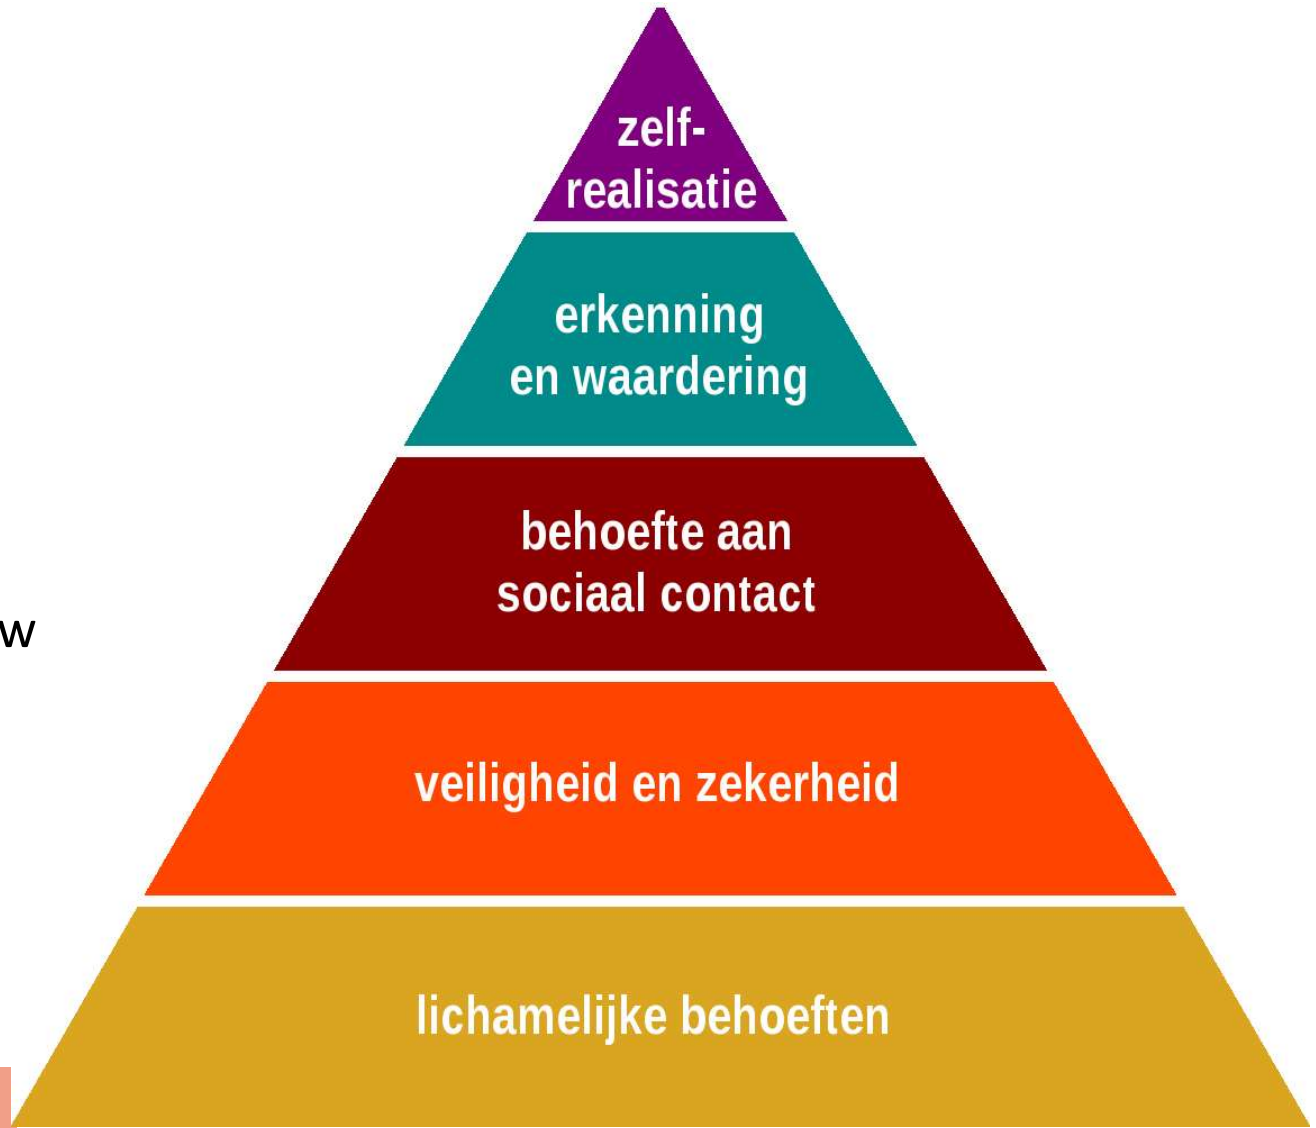 zelf-
realisatie
erkenning
en waardering
behoefte aan
sociaal contact
w
veiligheid en zekerheid
lichamelijke behoeften